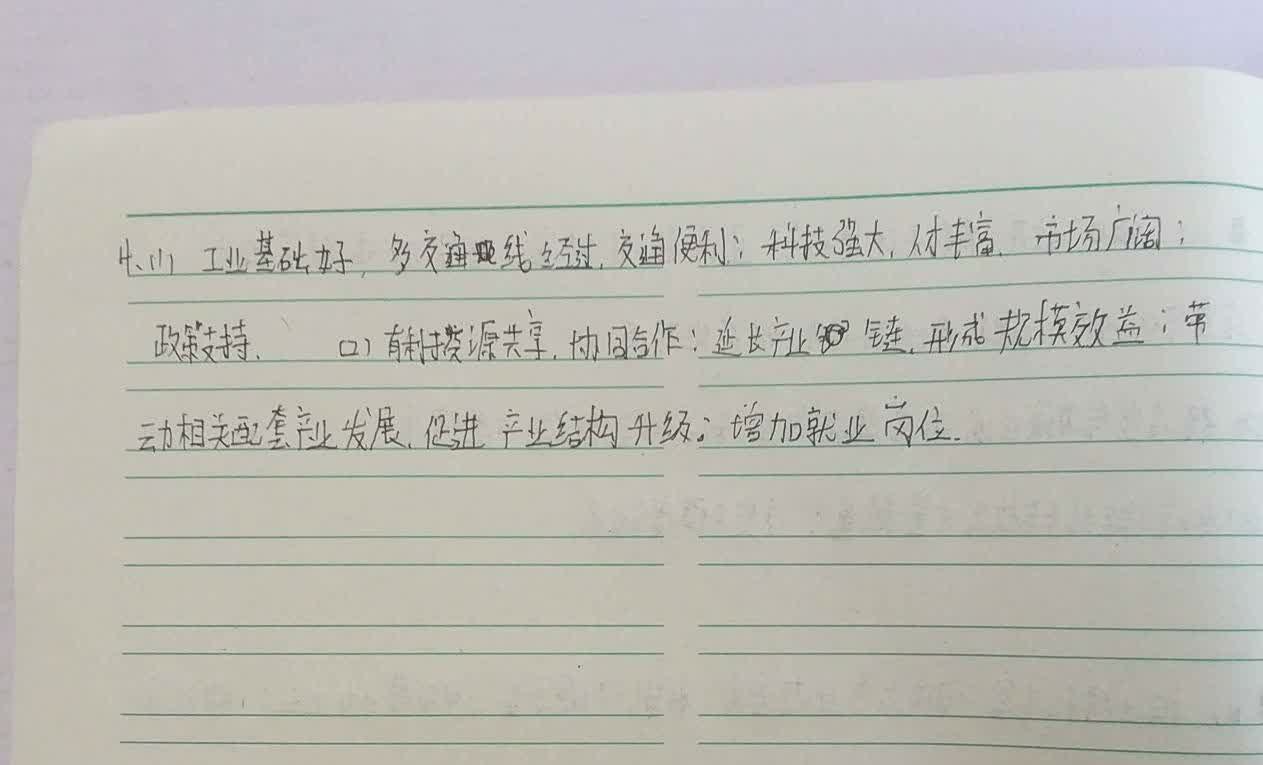 4、(1) 工业基础好，多交通线经过，交通便利；科技强大，人才丰富，市场广阔；
政策支持。 (2) 有利于资源共享，协同合作；延长产业链，形成规模效益；带
动相关配套产业发展，促进产业结构升级；增加就业岗位。